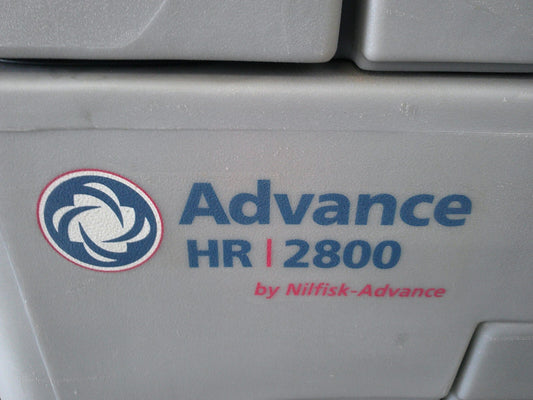 Advance
HR | 2800
by Nilfisk-Advance